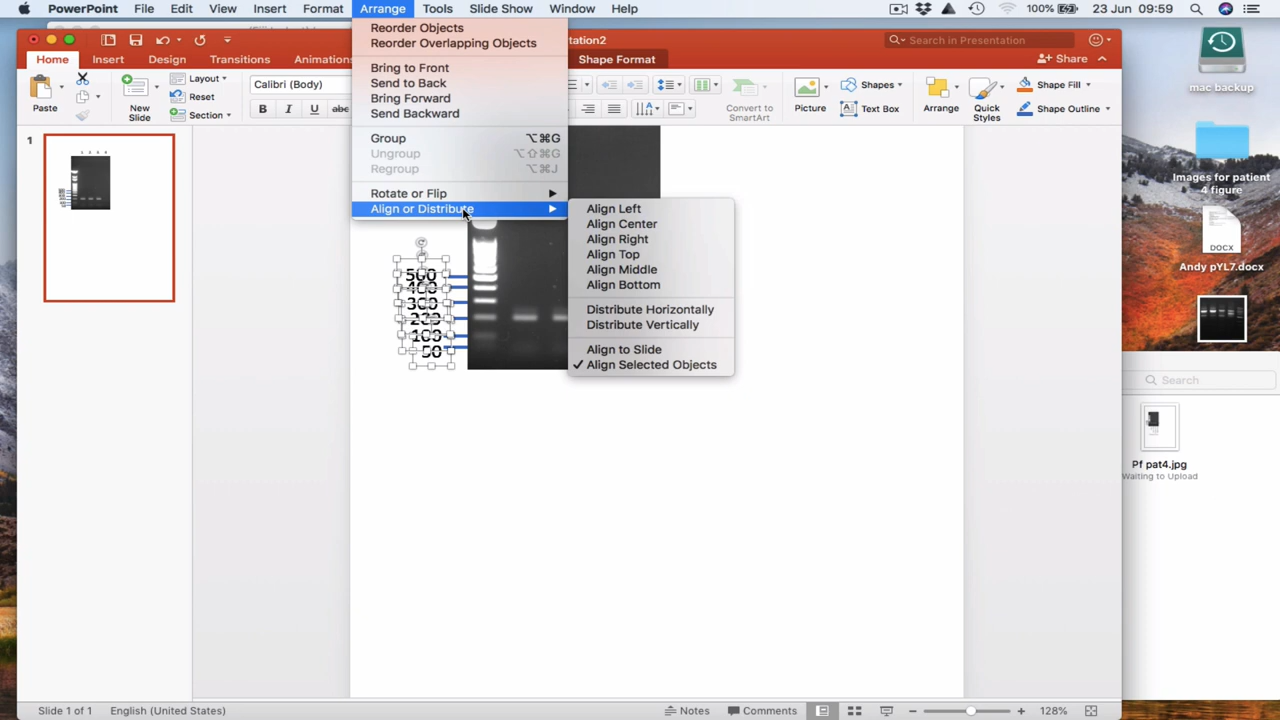 PowerPoint File Edit View Insert Format Arrange Tools Slide Show Window Help 100% 23 Jun 09:59
tation2 Search in Presentation
Home Insert Design Transitions Animations Shape Format Share
Paste
New
Slide
Layout
Reset
Section
Calibri (Body)
B I U abc
Convert to
SmartArt
Picture
Shapes
Text Box
Arrange
Quick
Styles
Shape Fill
Shape Outline
Reorder Objects
Reorder Overlapping Objects
Bring to Front
Send to Back
Bring Forward
Send Backward
Group ⌥⌘G
Ungroup ⌥⇧⌘G
Regroup ⌥⌘J
Rotate or Flip
Align or Distribute
Align Left
Align Center
Align Right
Align Top
Align Middle
Align Bottom
Distribute Horizontally
Distribute Vertically
Align to Slide
✓ Align Selected Objects
1
500
400
300
200
100
50
mac backup
Images for patient
4 figure
DOCX
Andy pYL7.docx
Search
Pf pat4.jpg
Waiting to Upload
Slide 1 of 1 English (United States) Notes Comments 128%